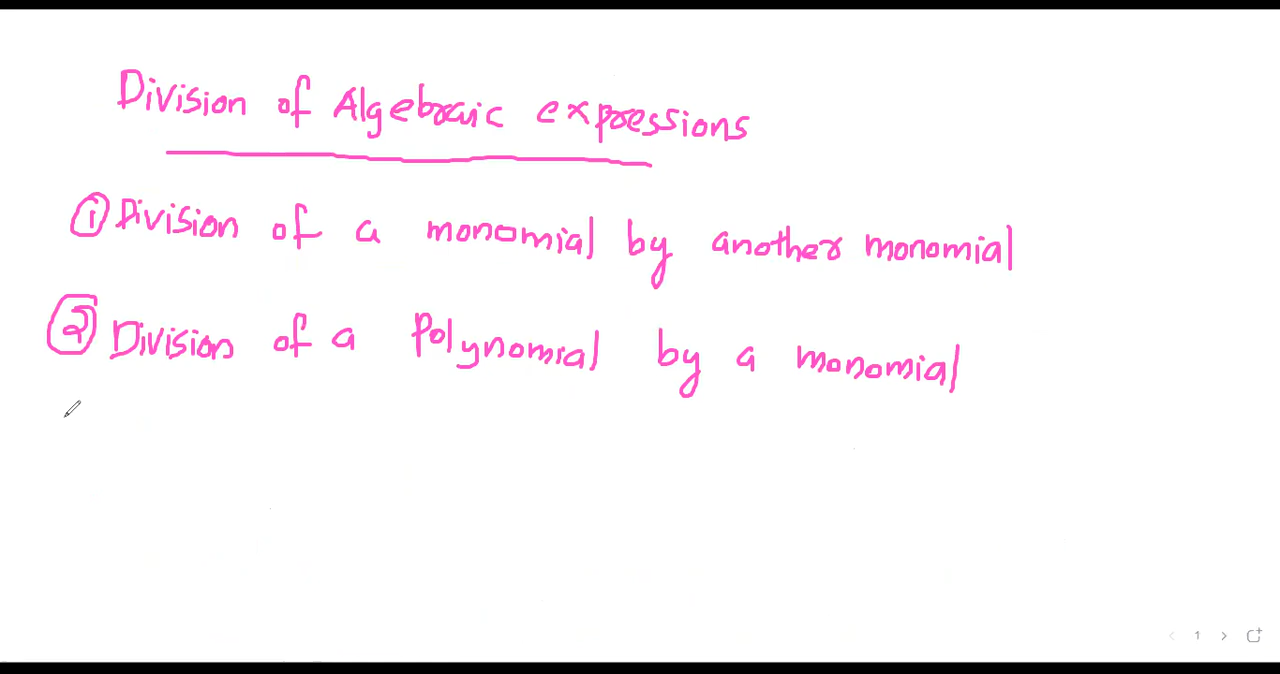 Division of Algebraic expressions
① Division of a monomial by another monomial
② Division of a Polynomial by a monomial
1